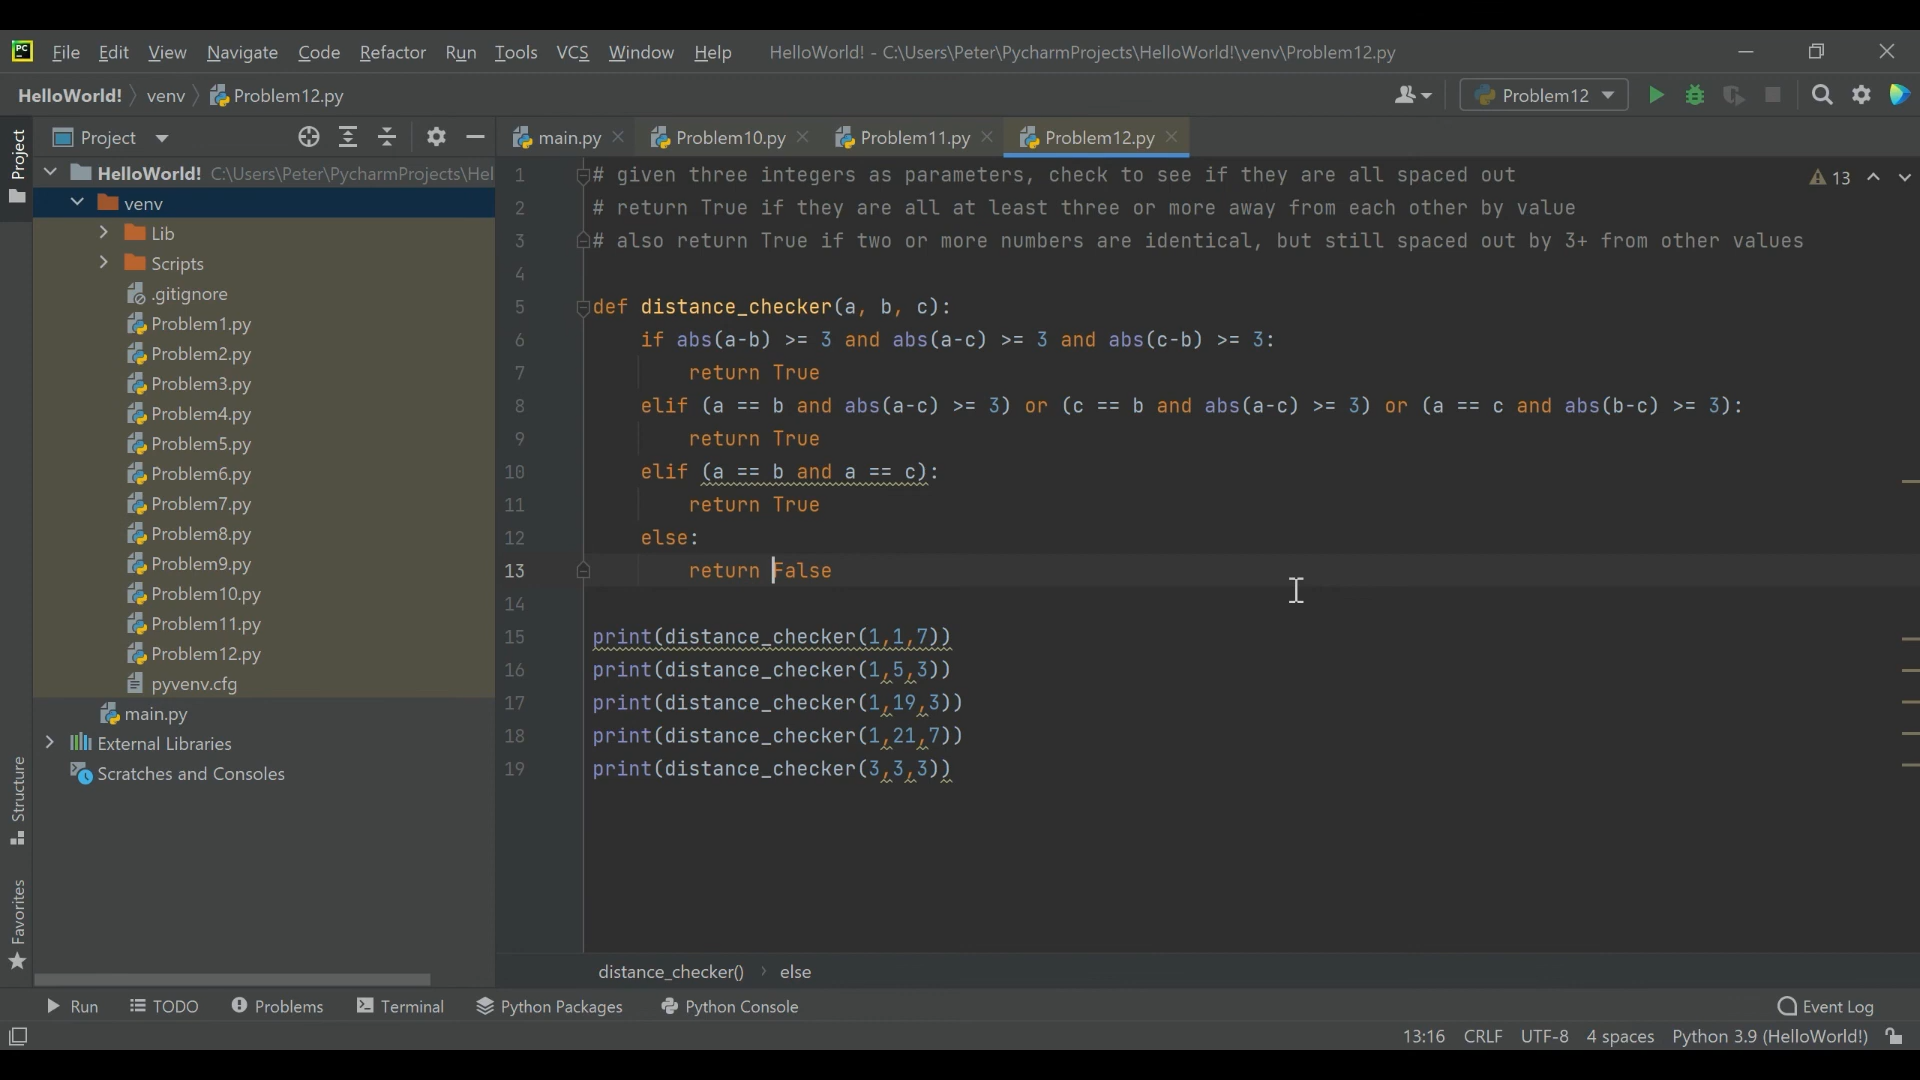 PC File Edit View Navigate Code Refactor Run Tools VCS Window Help HelloWorld! - C:\Users\Peter\PycharmProjects\HelloWorld!\venv\Problem12.py
HelloWorld! venv Problem12.py Problem12
Project
Project
main.py Problem10.py Problem11.py Problem12.py
HelloWorld! C:\Users\Peter\PycharmProjects\Hel
venv
Lib
Scripts
.gitignore
Problem1.py
Problem2.py
Problem3.py
Problem4.py
Problem5.py
Problem6.py
Problem7.py
Problem8.py
Problem9.py
Problem10.py
Problem11.py
Problem12.py
pyvenv.cfg
main.py
External Libraries
Scratches and Consoles
Structure
Favorites
1 # given three integers as parameters, check to see if they are all spaced out
13
2 # return True if they are all at least three or more away from each other by value
3 # also return True if two or more numbers are identical, but still spaced out by 3+ from other values
4
5 def distance_checker(a, b, c):
6 if abs(a-b) >= 3 and abs(a-c) >= 3 and abs(c-b) >= 3:
7 return True
8 elif (a == b and abs(a-c) >= 3) or (c == b and abs(a-c) >= 3) or (a == c and abs(b-c) >= 3):
9 return True
10 elif (a == b and a == c):
11 return True
12 else:
13 return False
14
15 print(distance_checker(1,1,7))
16 print(distance_checker(1,5,3))
17 print(distance_checker(1,19,3))
18 print(distance_checker(1,21,7))
19 print(distance_checker(3,3,3))
distance_checker() else
Run TODO Problems Terminal Python Packages Python Console Event Log
13:16 CRLF UTF-8 4 spaces Python 3.9 (HelloWorld!)